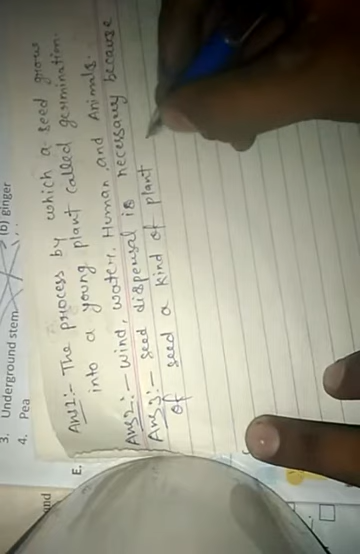 3. Underground stem
(b) ginger
4. Pea
E.
Ans1:- The process by which a seed grow
into a young plant called germination.
Ans2:- Wind, water, Human and Animals.
Ans3:- seed dispersal is necessary because
of seed a kind of plant